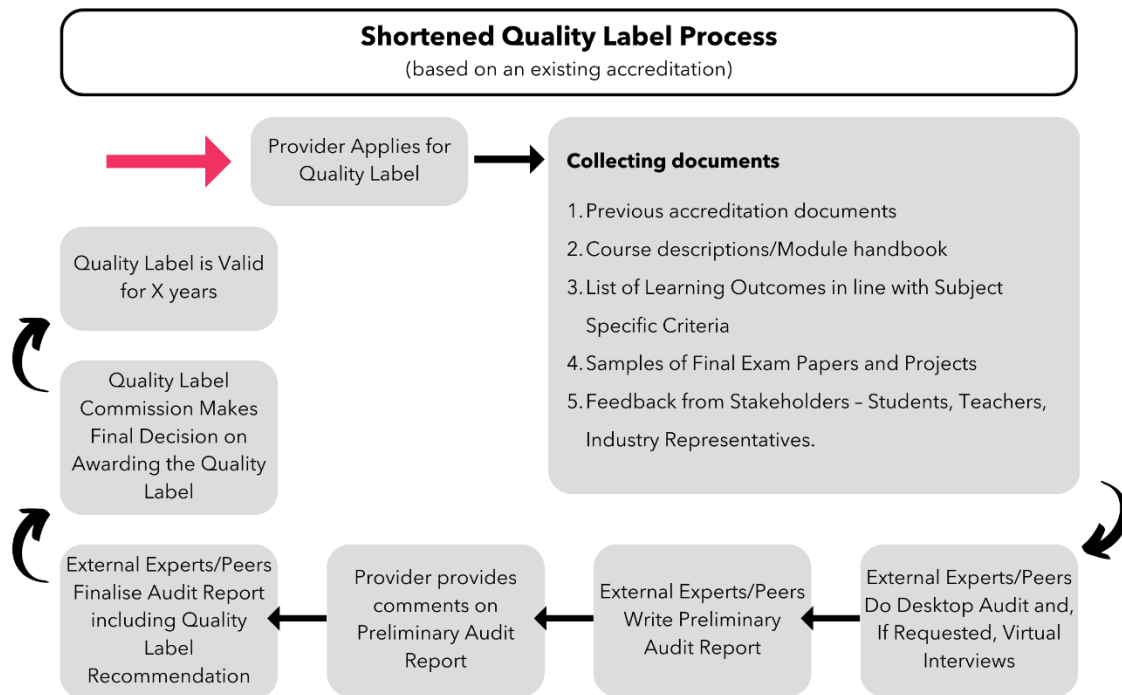 Shortened Quality Label Process
(based on an existing accreditation)
Provider Applies for
Quality Label
Collecting documents
1. Previous accreditation documents
2. Course descriptions/Module handbook
3. List of Learning Outcomes in line with Subject
Specific Criteria
4. Samples of Final Exam Papers and Projects
5. Feedback from Stakeholders – Students, Teachers,
Industry Representatives.
External Experts/Peers
Do Desktop Audit and,
If Requested, Virtual
Interviews
External Experts/Peers
Write Preliminary
Audit Report
Provider provides
comments on
Preliminary Audit
Report
External Experts/Peers
Finalise Audit Report
including Quality
Label
Recommendation
Quality Label
Commission Makes
Final Decision on
Awarding the Quality
Label
Quality Label is Valid
for X years